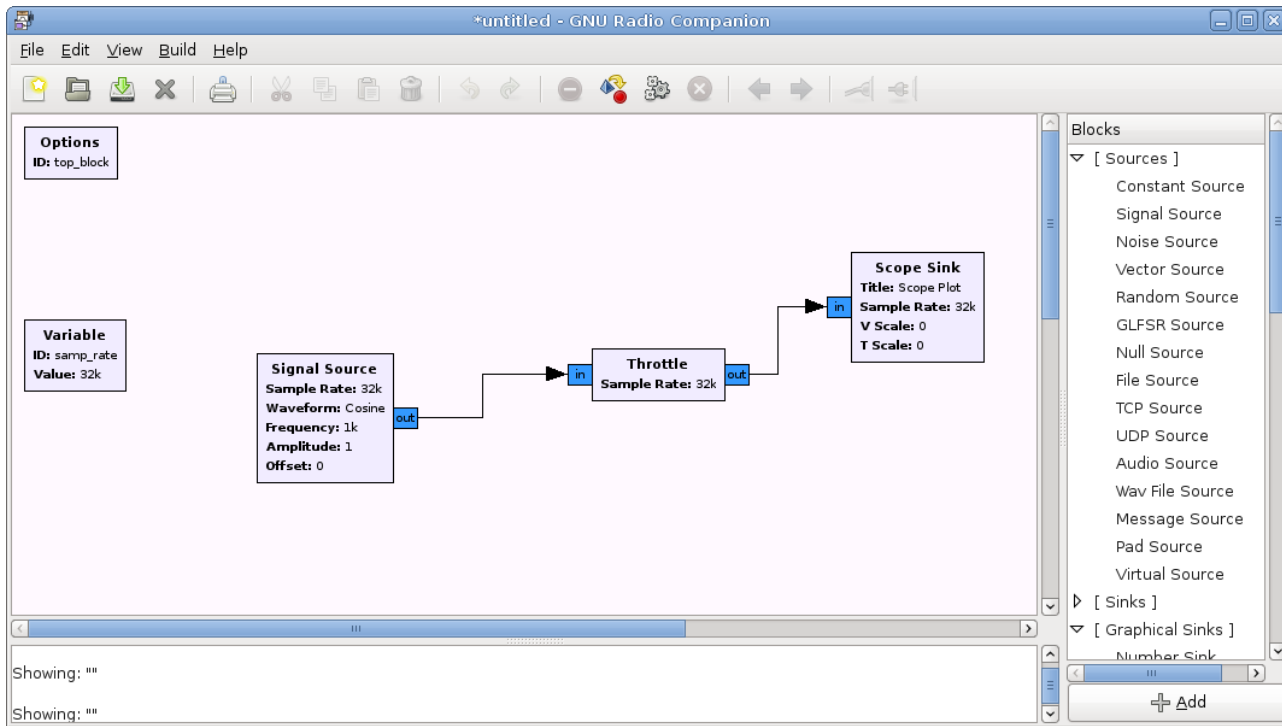 *untitled - GNU Radio Companion
File Edit View Build Help
Options
ID: top_block
Variable
ID: samp_rate
Value: 32k
Signal Source
Sample Rate: 32k
Waveform: Cosine
Frequency: 1k
Amplitude: 1
Offset: 0
out
in
Throttle
Sample Rate: 32k
out
in
Scope Sink
Title: Scope Plot
Sample Rate: 32k
V Scale: 0
T Scale: 0
Blocks
[ Sources ]
Constant Source
Signal Source
Noise Source
Vector Source
Random Source
GLFSR Source
Null Source
File Source
TCP Source
UDP Source
Audio Source
Wav File Source
Message Source
Pad Source
Virtual Source
[ Sinks ]
[ Graphical Sinks ]
Number Sink
Add
Showing: ""
Showing: ""